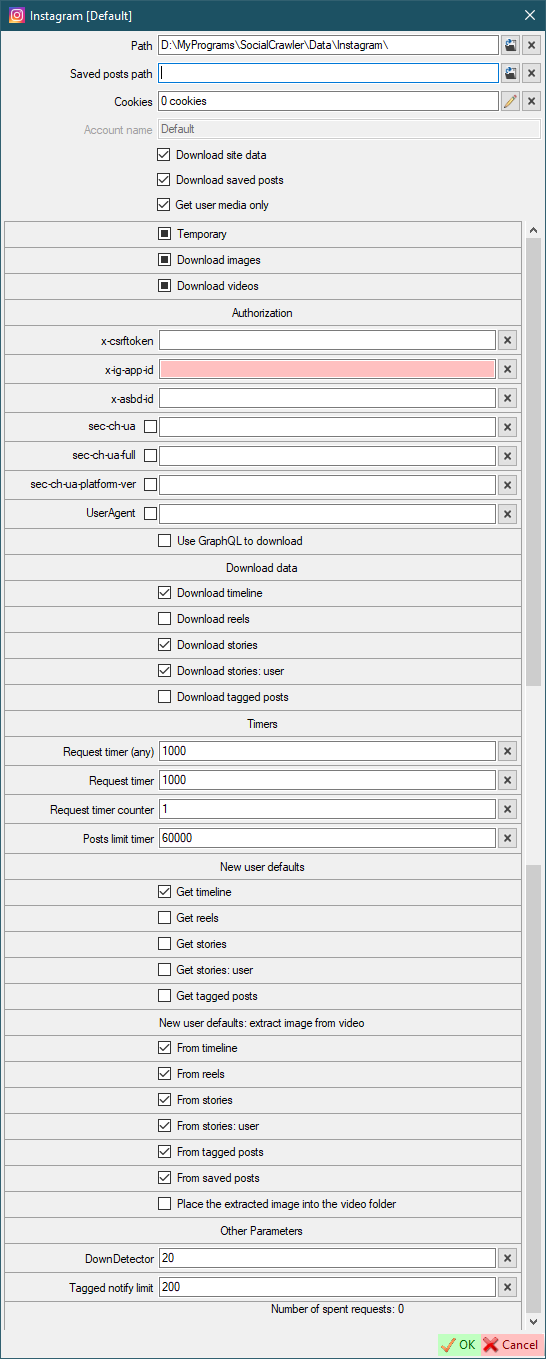 Instagram [Default]
Path D:\MyPrograms\SocialCrawler\Data\Instagram\
Saved posts path
Cookies 0 cookies
Account name Default
Download site data
Download saved posts
Get user media only
Temporary
Download images
Download videos
Authorization
x-csrftoken
x-ig-app-id
x-asbd-id
sec-ch-ua
sec-ch-ua-full
sec-ch-ua-platform-ver
UserAgent
Use GraphQL to download
Download data
Download timeline
Download reels
Download stories
Download stories: user
Download tagged posts
Timers
Request timer (any) 1000
Request timer 1000
Request timer counter 1
Posts limit timer 60000
New user defaults
Get timeline
Get reels
Get stories
Get stories: user
Get tagged posts
New user defaults: extract image from video
From timeline
From reels
From stories
From stories: user
From tagged posts
From saved posts
Place the extracted image into the video folder
Other Parameters
DownDetector 20
Tagged notify limit 200
Number of spent requests: 0
OK Cancel